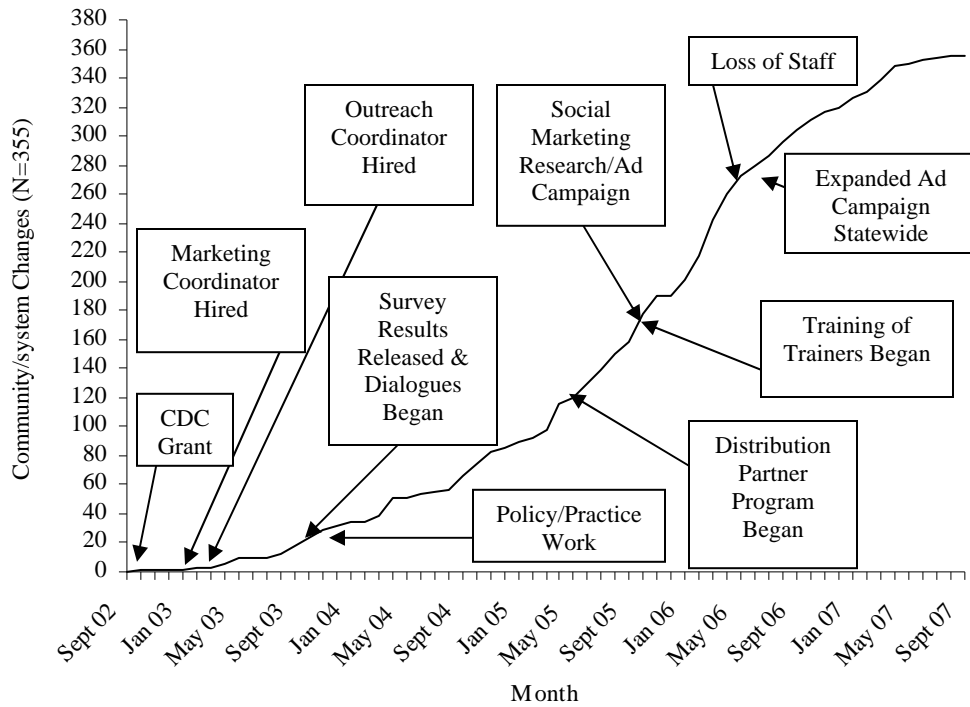 Community/system Changes (N=355)
380
360
340
320
300
280
260
240
220
200
180
160
140
120
100
80
60
40
20
0
CDC
Grant
Marketing
Coordinator
Hired
Outreach
Coordinator
Hired
Survey
Results
Released &
Dialogues
Began
Policy/Practice
Work
Social
Marketing
Research/Ad
Campaign
Loss of Staff
Expanded Ad
Campaign
Statewide
Training of
Trainers Began
Distribution
Partner
Program
Began
Sept 02
Jan 03
May 03
Sept 03
Jan 04
May 04
Sept 04
Jan 05
May 05
Sept 05
Jan 06
May 06
Sept 06
Jan 07
May 07
Sept 07
Month